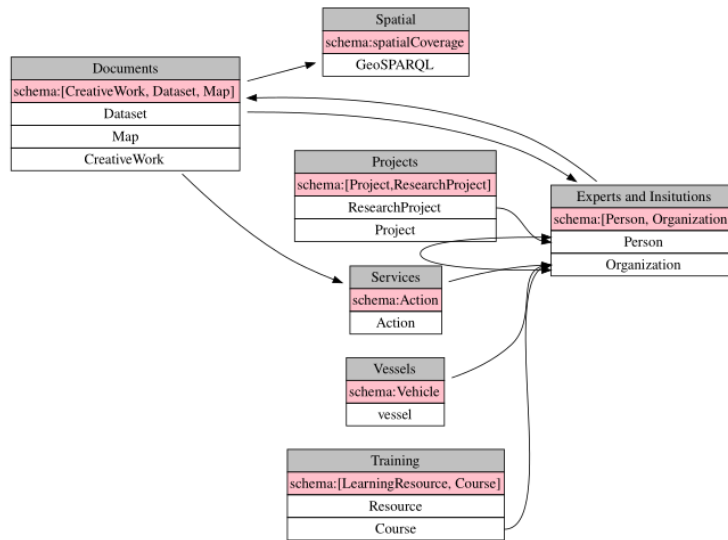 Spatial
schema:spatialCoverage
GeoSPARQL
Documents
schema:[CreativeWork, Dataset, Map]
Dataset
Map
CreativeWork
Projects
schema:[Project,ResearchProject]
ResearchProject
Project
Experts and Insitutions
schema:[Person, Organization
Person
Organization
Services
schema:Action
Action
Vessels
schema:Vehicle
vessel
Training
schema:[LearningResource, Course]
Resource
Course